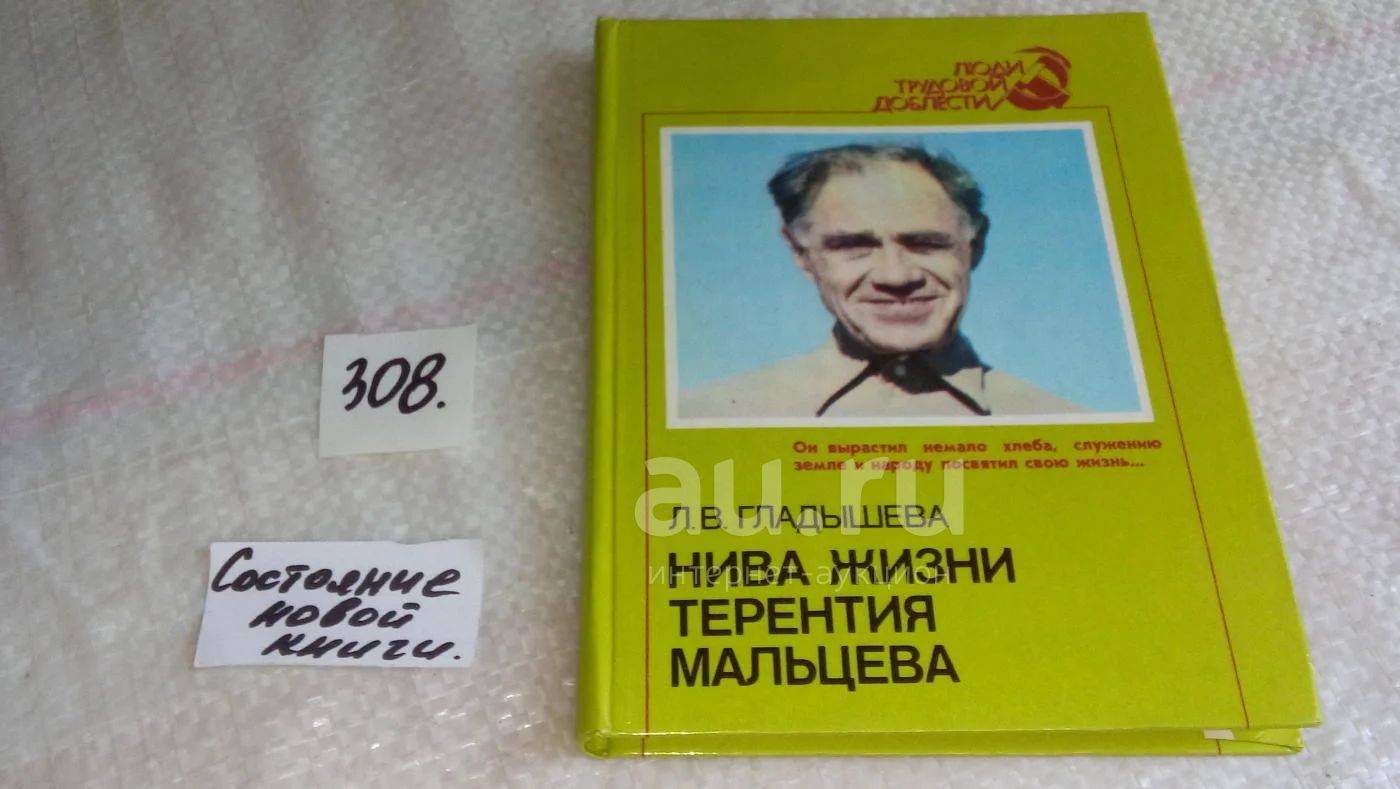 ЛЮДИ
ТРУДОВОЙ
ДОБЛЕСТИ
308.
Он вырастил немало хлеба, служению
земле и народу посвятил свою жизнь...
au.ru
Л. В. ГЛАДЫШЕВА
НИВА ЖИЗНИ
интернет-аукцион
ТЕРЕНТИЯ
МАЛЬЦЕВА
Состояние
новой
книги.